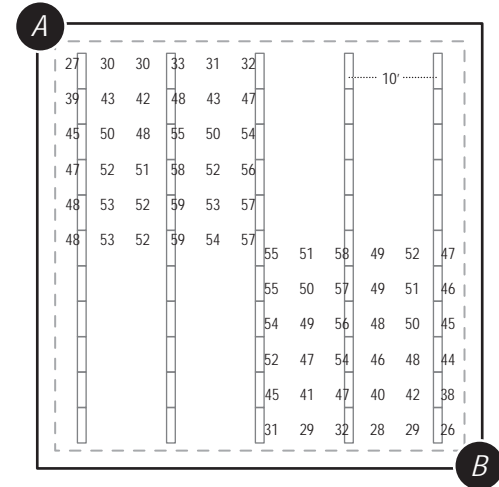 A
27 30 30 33 31 32
10'
39 43 42 48 43 47
45 50 48 55 50 54
47 52 51 58 52 56
48 53 52 59 53 57
48 53 52 59 54 57
55 51 58 49 52 47
55 50 57 49 51 46
54 49 56 48 50 45
52 47 54 46 48 44
45 41 47 40 42 38
31 29 32 28 29 26
B